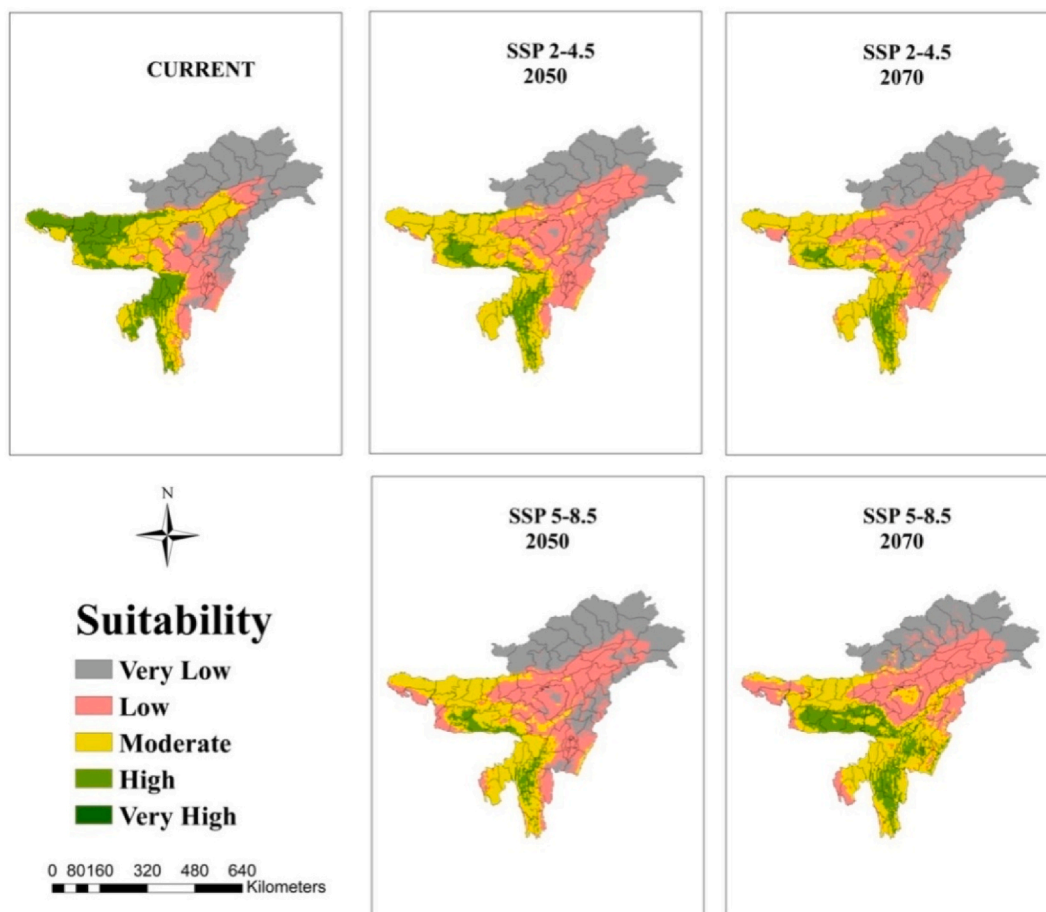 CURRENT
SSP 2-4.5
2050
SSP 2-4.5
2070
N
Suitability
Very Low
Low
Moderate
High
Very High
0 80160 320 480 640
Kilometers
SSP 5-8.5
2050
SSP 5-8.5
2070